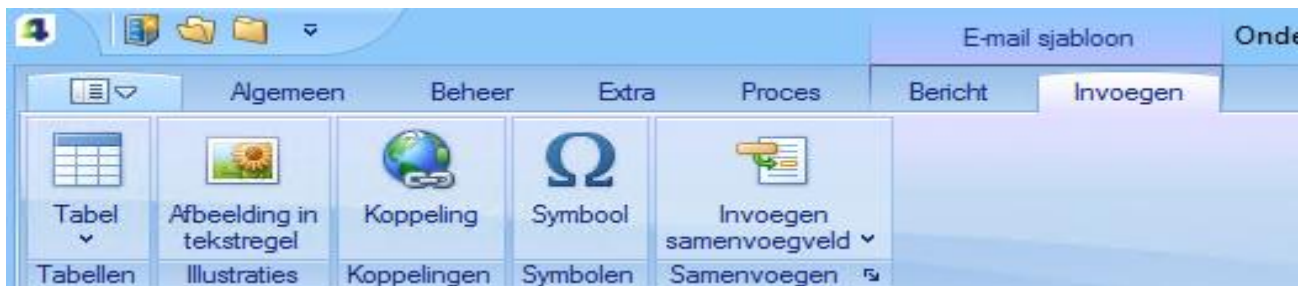 E-mail sjabloon Onde
Algemeen Beheer Extra Proces Bericht Invoegen
Tabel Afbeelding in tekstregel Koppeling Symbool Invoegen samenvoegveld
Tabellen Illustraties Koppelingen Symbolen Samenvoegen